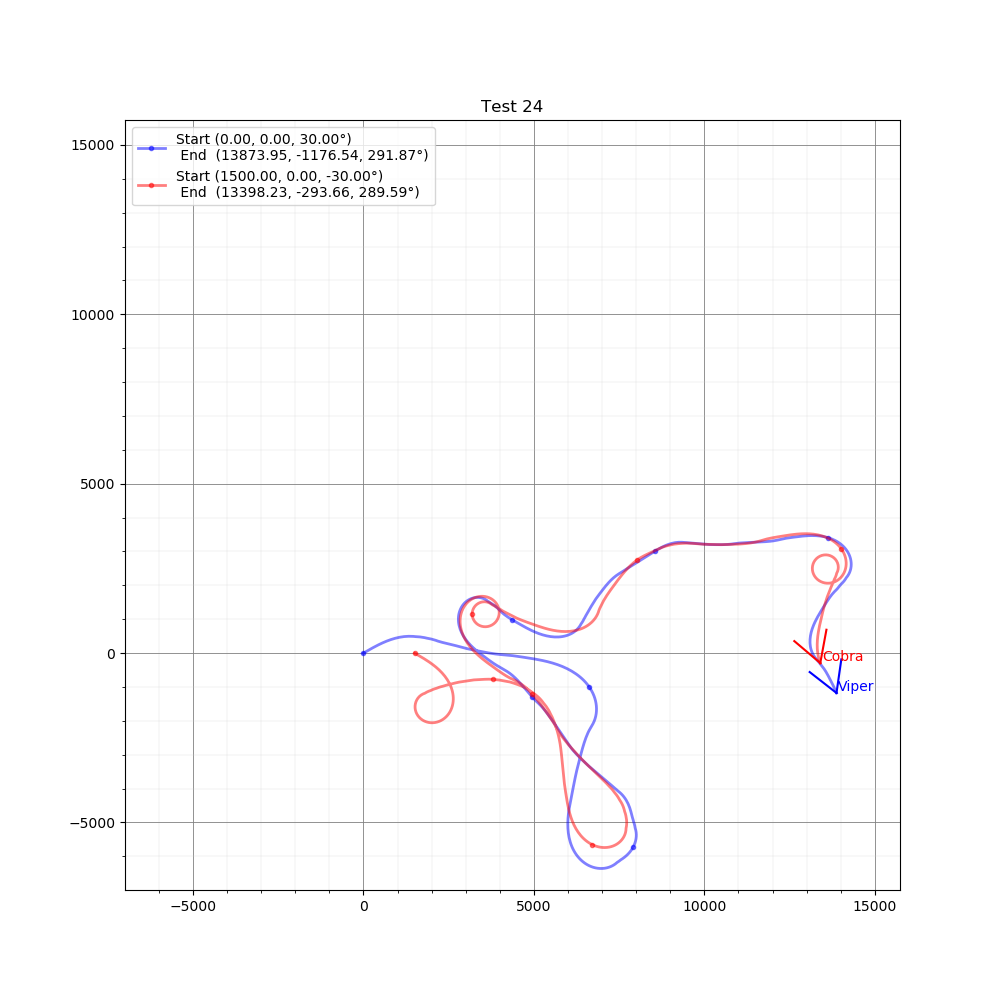 Test 24
Start (0.00, 0.00, 30.00°)
End  (13873.95, -1176.54, 291.87°)
Start (1500.00, 0.00, -30.00°)
End  (13398.23, -293.66, 289.59°)
15000
10000
5000
0
−5000
Cobra
Viper
−5000
0
5000
10000
15000